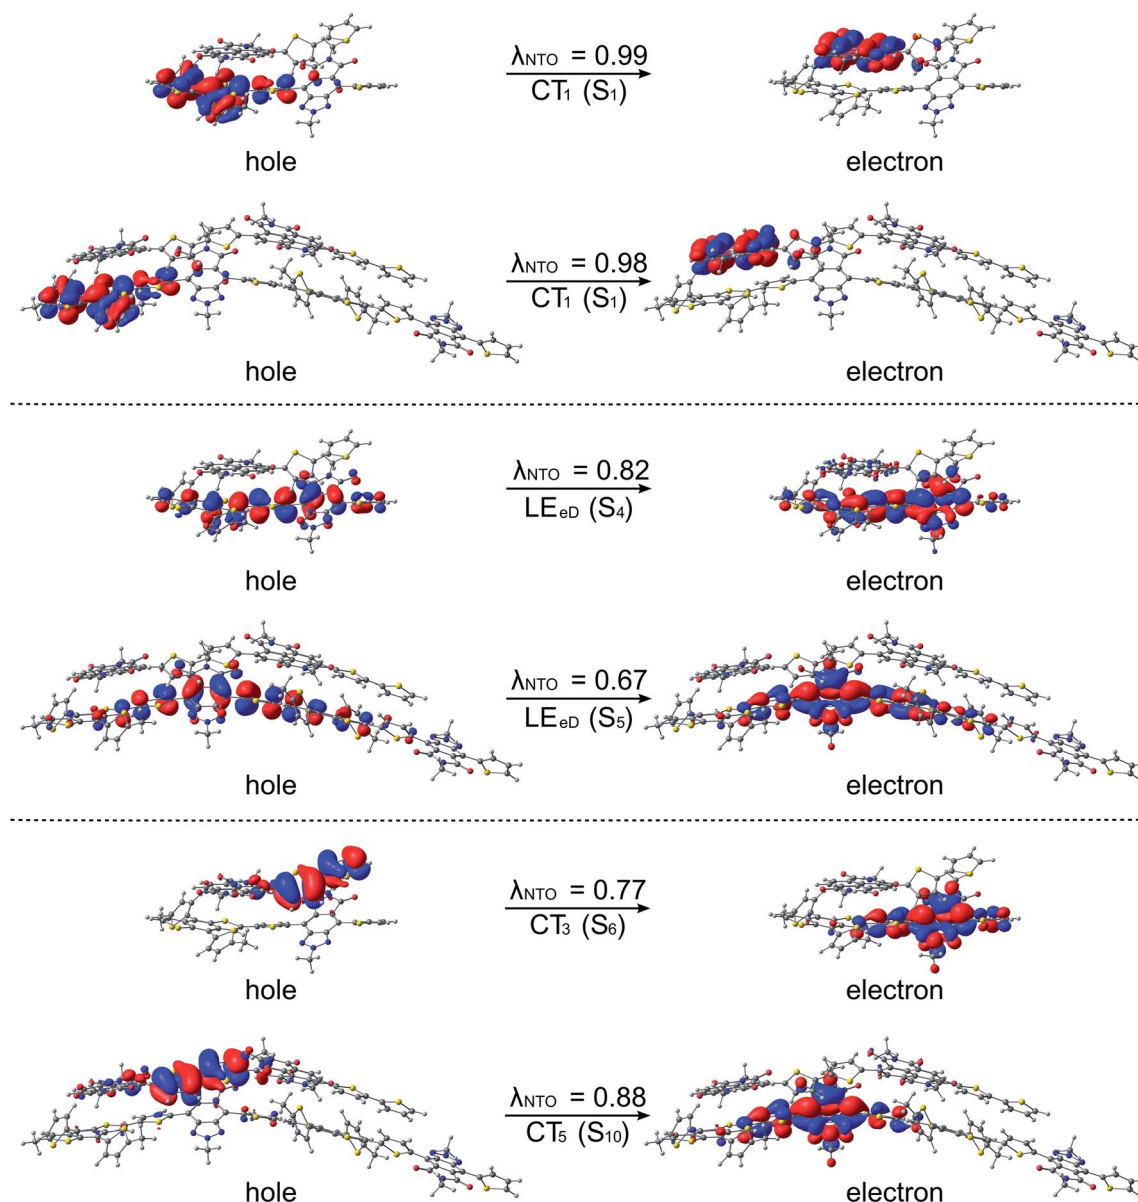 λNTO = 0.99
CT1 (S1)
hole
electron
λNTO = 0.98
CT1 (S1)
hole
electron
λNTO = 0.82
LEeD (S4)
hole
electron
λNTO = 0.67
LEeD (S5)
hole
electron
λNTO = 0.77
CT3 (S6)
hole
electron
λNTO = 0.88
CT5 (S10)
hole
electron